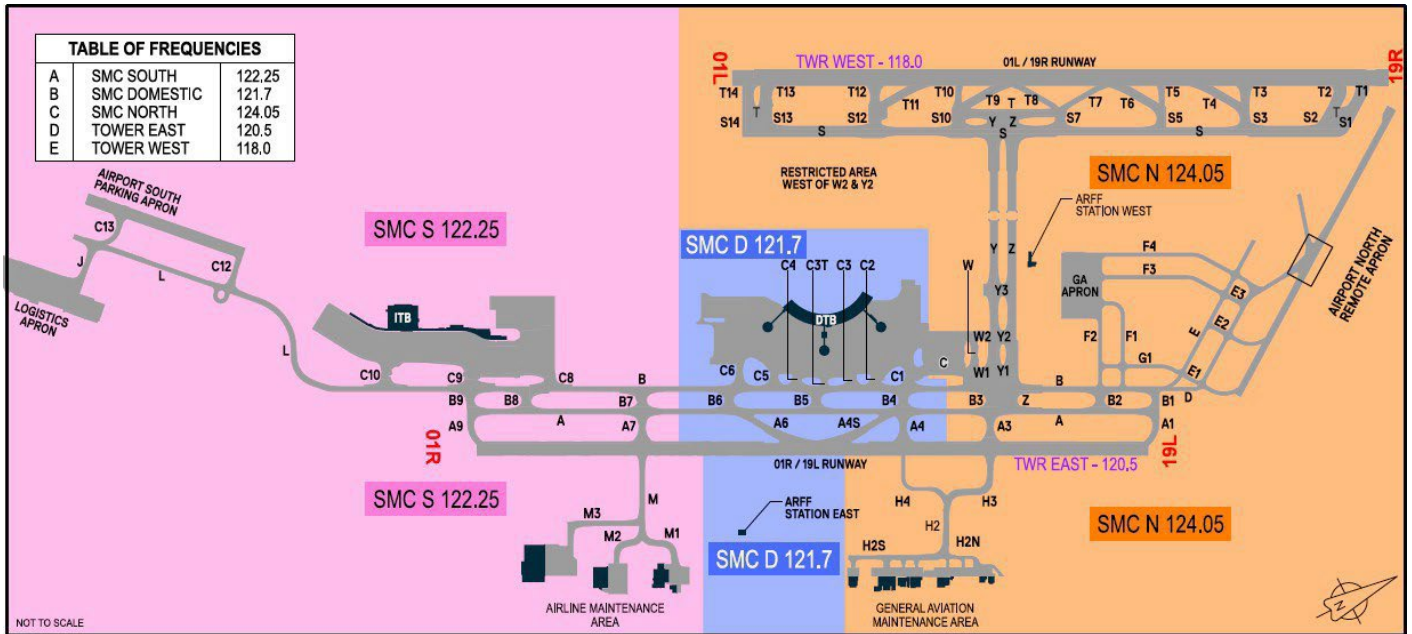 TABLE OF FREQUENCIES
A SMC SOUTH 122.25
B SMC DOMESTIC 121.7
C SMC NORTH 124.05
D TOWER EAST 120.5
E TOWER WEST 118.0
01L
TWR WEST - 118.0
01L / 19R RUNWAY
19R
T14
T13
T12
T11
T10
T9
T
T8
T7
T6
T5
T4
T3
T2
T1
T
T
S14
S13
S12
S10
Y
Z
S7
S5
S3
S2
S1
S
S
S
RESTRICTED AREA
WEST OF W2 & Y2
SMC N 124.05
ARFF
STATION WEST
AIRPORT SOUTH
PARKING APRON
C13
J
L
C12
LOGISTICS
APRON
L
SMC S 122.25
SMC D 121.7
C4
C3T
C3
C2
W
Y
Z
Y3
F4
F3
GA
APRON
E3
AIRPORT NORTH
REMOTE APRON
ITB
DTB
W2
Y2
F2
F1
E
E2
G1
C10
C9
C8
B
C6
C5
C1
C
W1
Y1
B
E1
D
B9
B8
B7
B6
B5
B4
B3
Z
B2
B1
A9
A
A7
A6
A4S
A4
A3
A
A1
01R
01R / 19L RUNWAY
TWR EAST - 120.5
19L
SMC S 122.25
M
M3
M2
M1
ARFF
STATION EAST
SMC D 121.7
H4
H3
H2
H2S
H2N
SMC N 124.05
AIRLINE MAINTENANCE
AREA
GENERAL AVIATION
MAINTENANCE AREA
NOT TO SCALE
Z